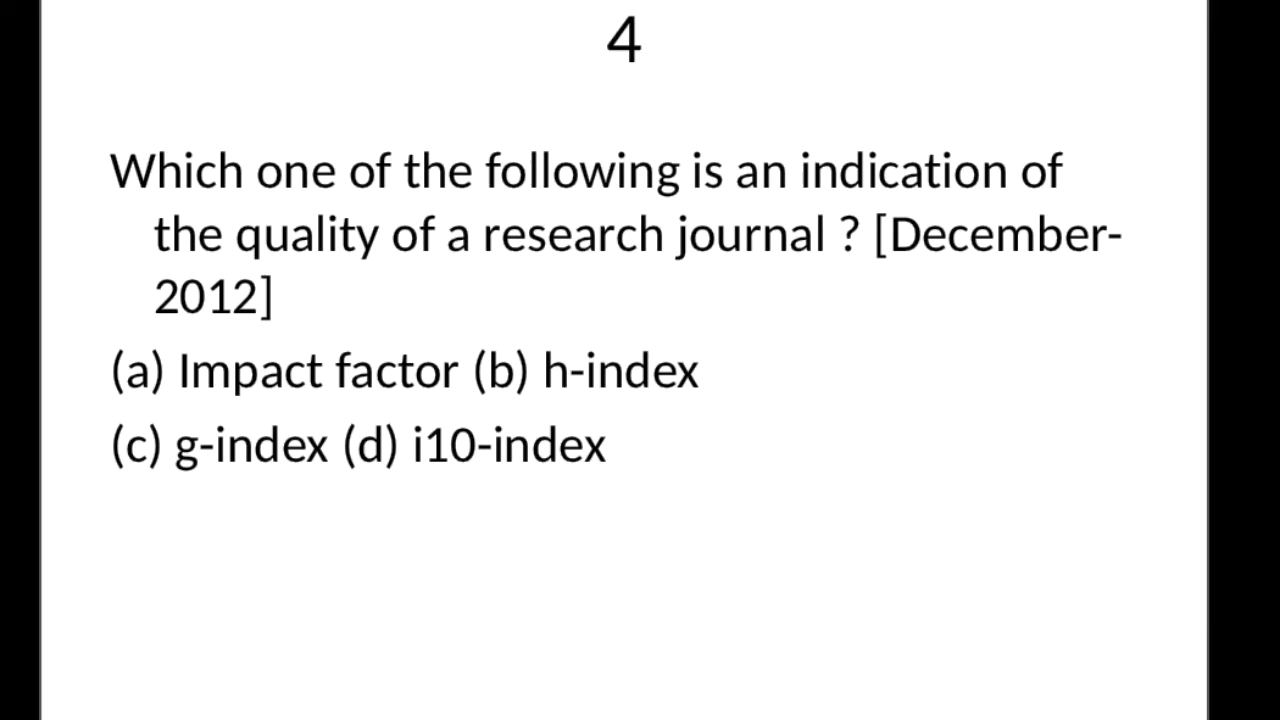 4
Which one of the following is an indication of
the quality of a research journal ? [December-
2012]
(a) Impact factor (b) h-index
(c) g-index (d) i10-index